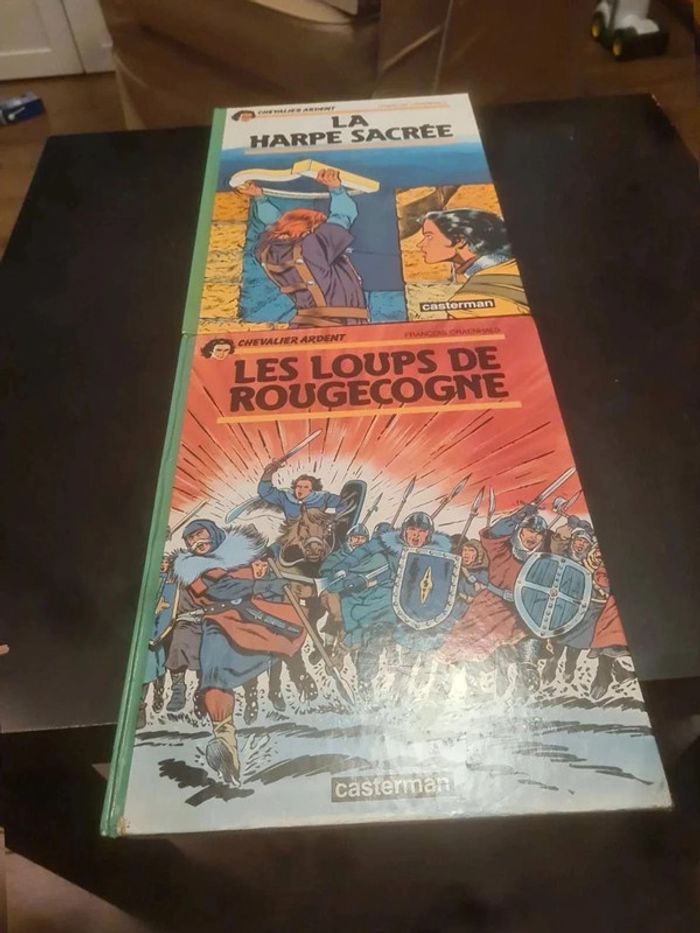 CHEVALIER ARDENT
LA
HARPE SACRÉE
casterman
CHEVALIER ARDENT
FRANÇOIS CRAENHALS
LES LOUPS DE
ROUGECOGNE
casterman